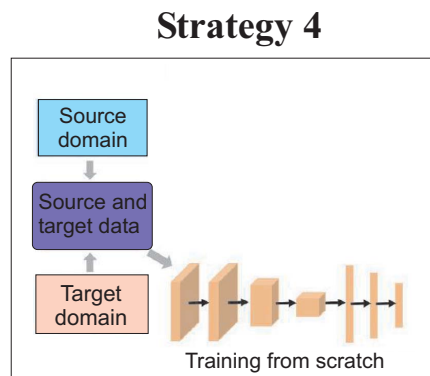 Strategy 4
Source
domain
Source and
target data
Target
domain
Training from scratch